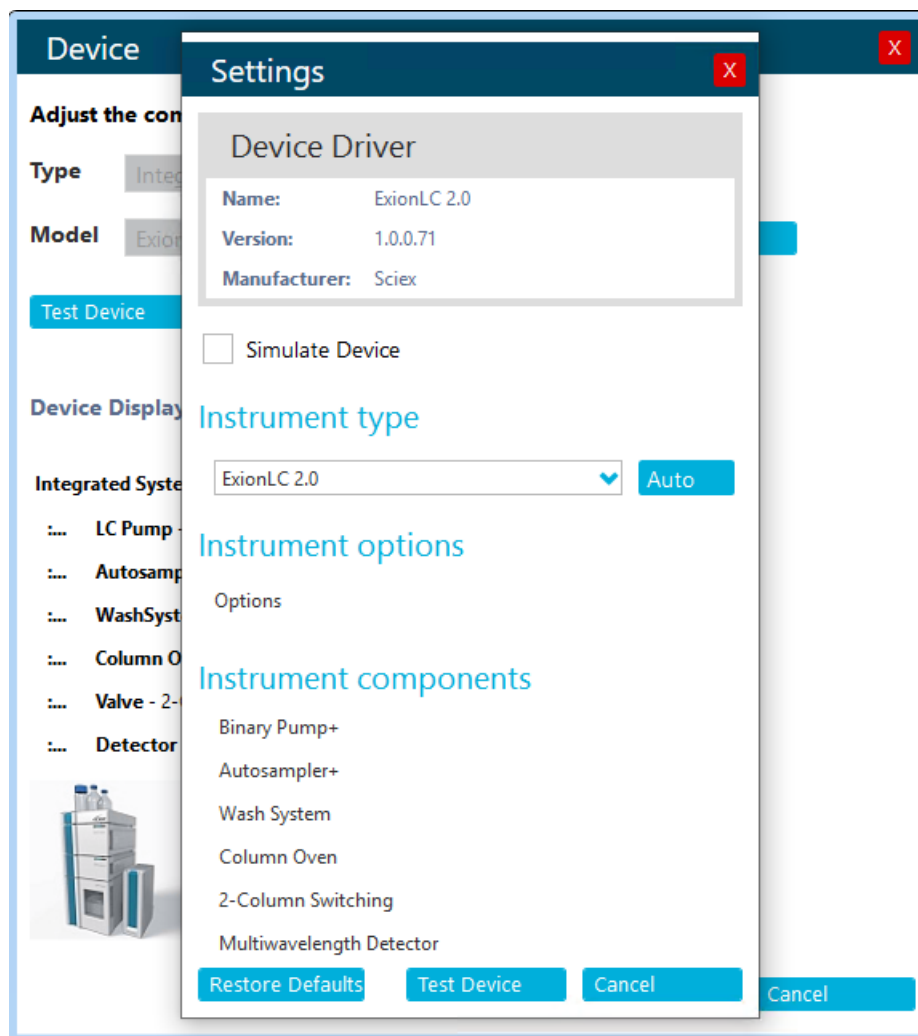 Device
X
Adjust the con
Type
Integ
Model
Exion
Test Device
Device Display
Integrated Syste
:... LC Pump -
:... Autosamp
:... WashSyst
:... Column O
:... Valve - 2-
:... Detector
Cancel
Settings
X
Device Driver
Name: ExionLC 2.0
Version: 1.0.0.71
Manufacturer: Sciex
Simulate Device
Instrument type
ExionLC 2.0
Auto
Instrument options
Options
Instrument components
Binary Pump+
Autosampler+
Wash System
Column Oven
2-Column Switching
Multiwavelength Detector
Restore Defaults
Test Device
Cancel